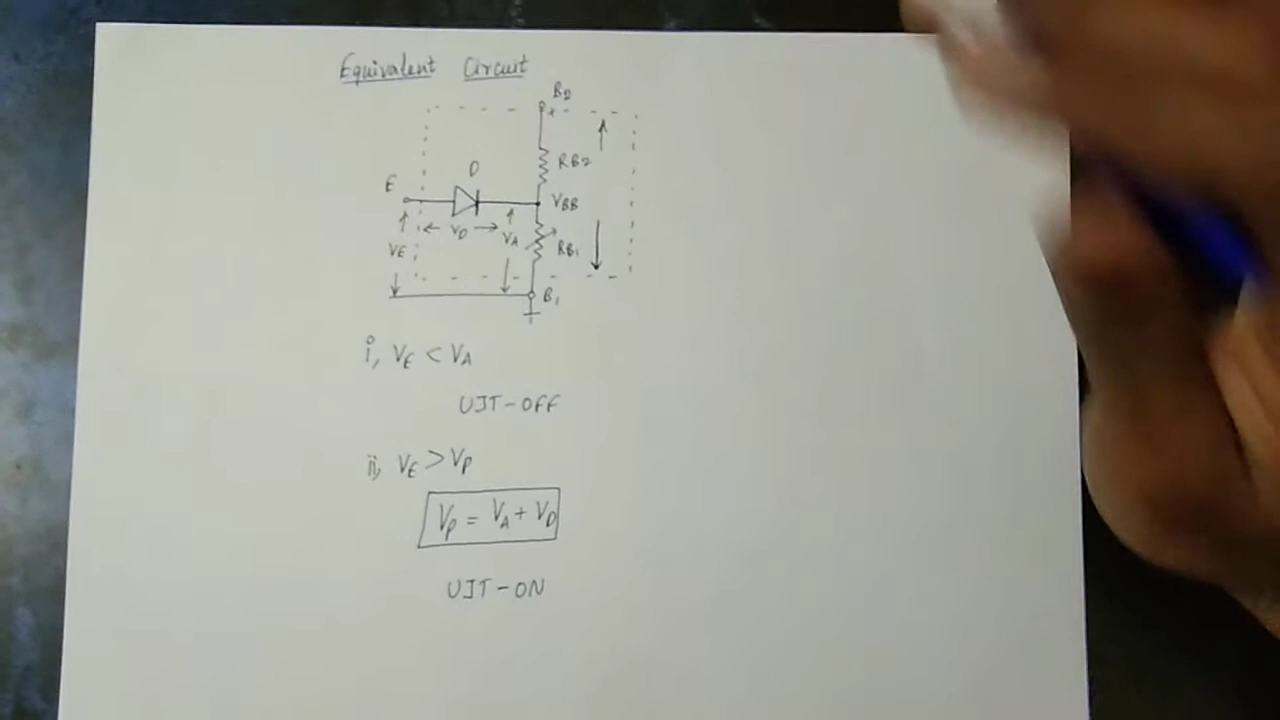 Equivalent Circuit
B2
+
RB2
D
E
VBB
VD
VA
VE
RB1
B1
i, VE < VA
UJT-OFF
ii, VE > VP
VP = VA + VD
UJT-ON